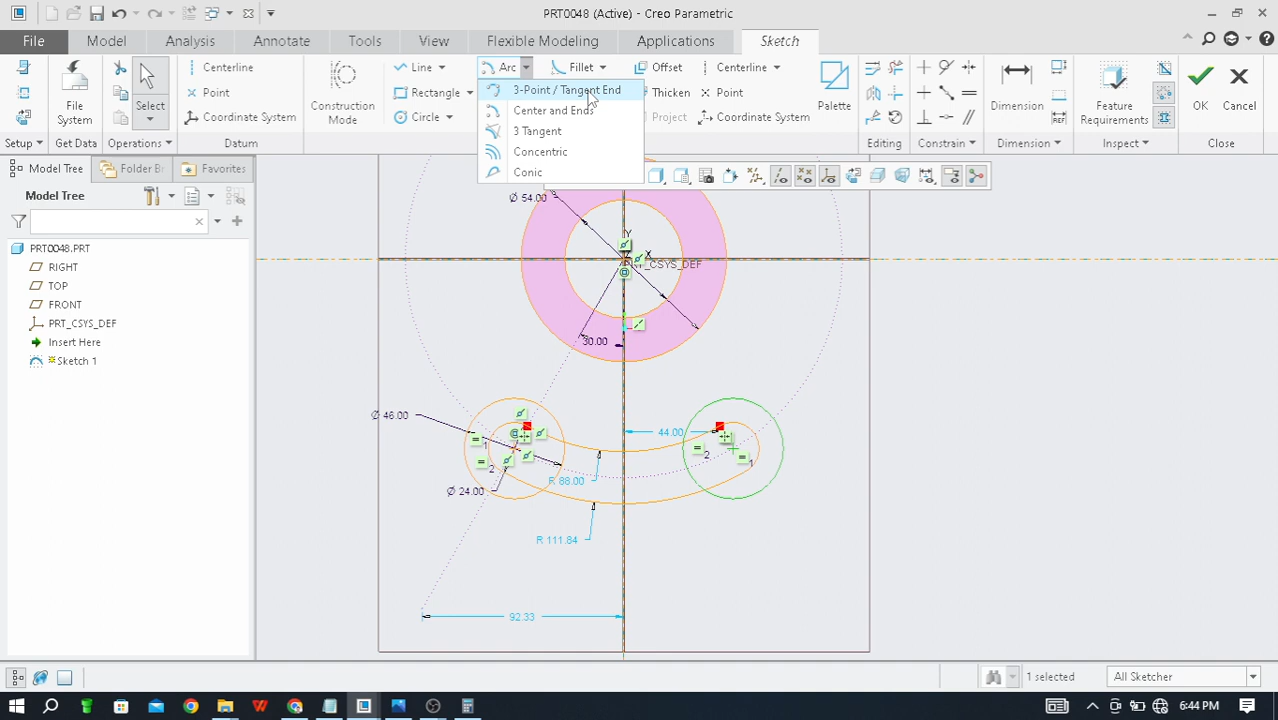 PRT0048 (Active) - Creo Parametric
File Model Analysis Annotate Tools View Flexible Modeling Applications Sketch
Centerline Line Arc Fillet Offset Centerline
Point Rectangle Thicken Point
Coordinate System Circle Project Coordinate System
File System Select Construction Mode Palette Dimension Feature Requirements OK Cancel
3-Point / Tangent End
Center and Ends
3 Tangent
Concentric
Conic
Setup Get Data Operations Datum Editing Constrain Dimension Inspect Close
Model Tree Folder Br Favorites
Model Tree
PRT0048.PRT
RIGHT
TOP
FRONT
PRT_CSYS_DEF
Insert Here
Sketch 1
Ø 54.00
Y
X
PRT_CSYS_DEF
30.00
Ø 46.00
44.00
1
2
2
1
R 88.00
Ø 24.00
R 111.84
92.33
1 selected All Sketcher
6:44 PM